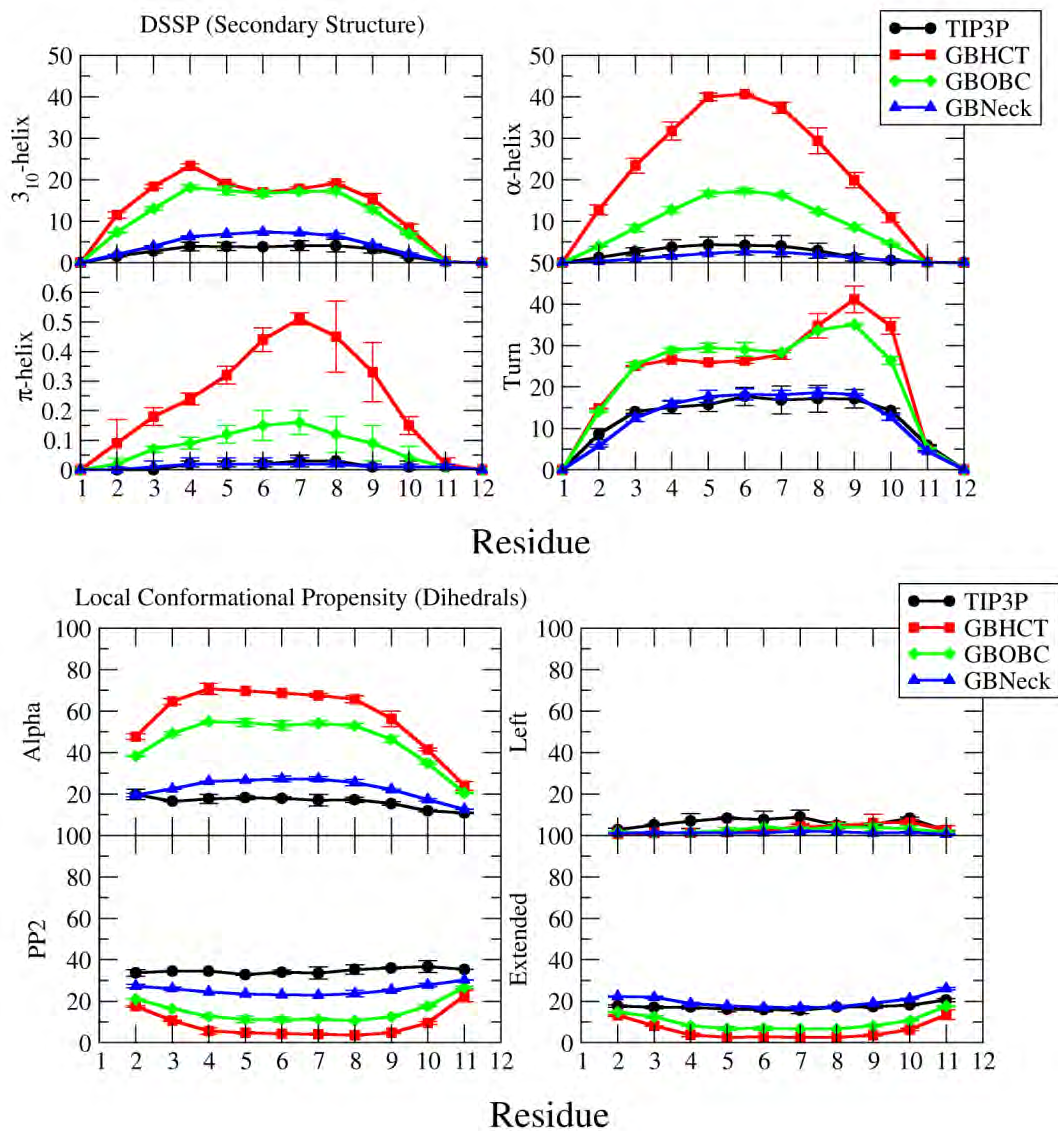 DSSP (Secondary Structure)
TIP3P
GBHCT
GBOBC
GBNeck
50
40
30
20
10
0
3₁₀-helix
50
40
30
20
10
50
α-helix
0.6
0.5
0.4
0.3
0.2
0.1
0
π-helix
40
30
20
10
0
Turn
1 2 3 4 5 6 7 8 9 10 11 12
1 2 3 4 5 6 7 8 9 10 11 12
Residue
Local Conformational Propensity (Dihedrals)
TIP3P
GBHCT
GBOBC
GBNeck
100
80
60
40
20
100
Alpha
100
80
60
40
20
100
Left
80
60
40
20
0
PP2
80
60
40
20
0
Extended
1 2 3 4 5 6 7 8 9 10 11 12
1 2 3 4 5 6 7 8 9 10 11 12
Residue